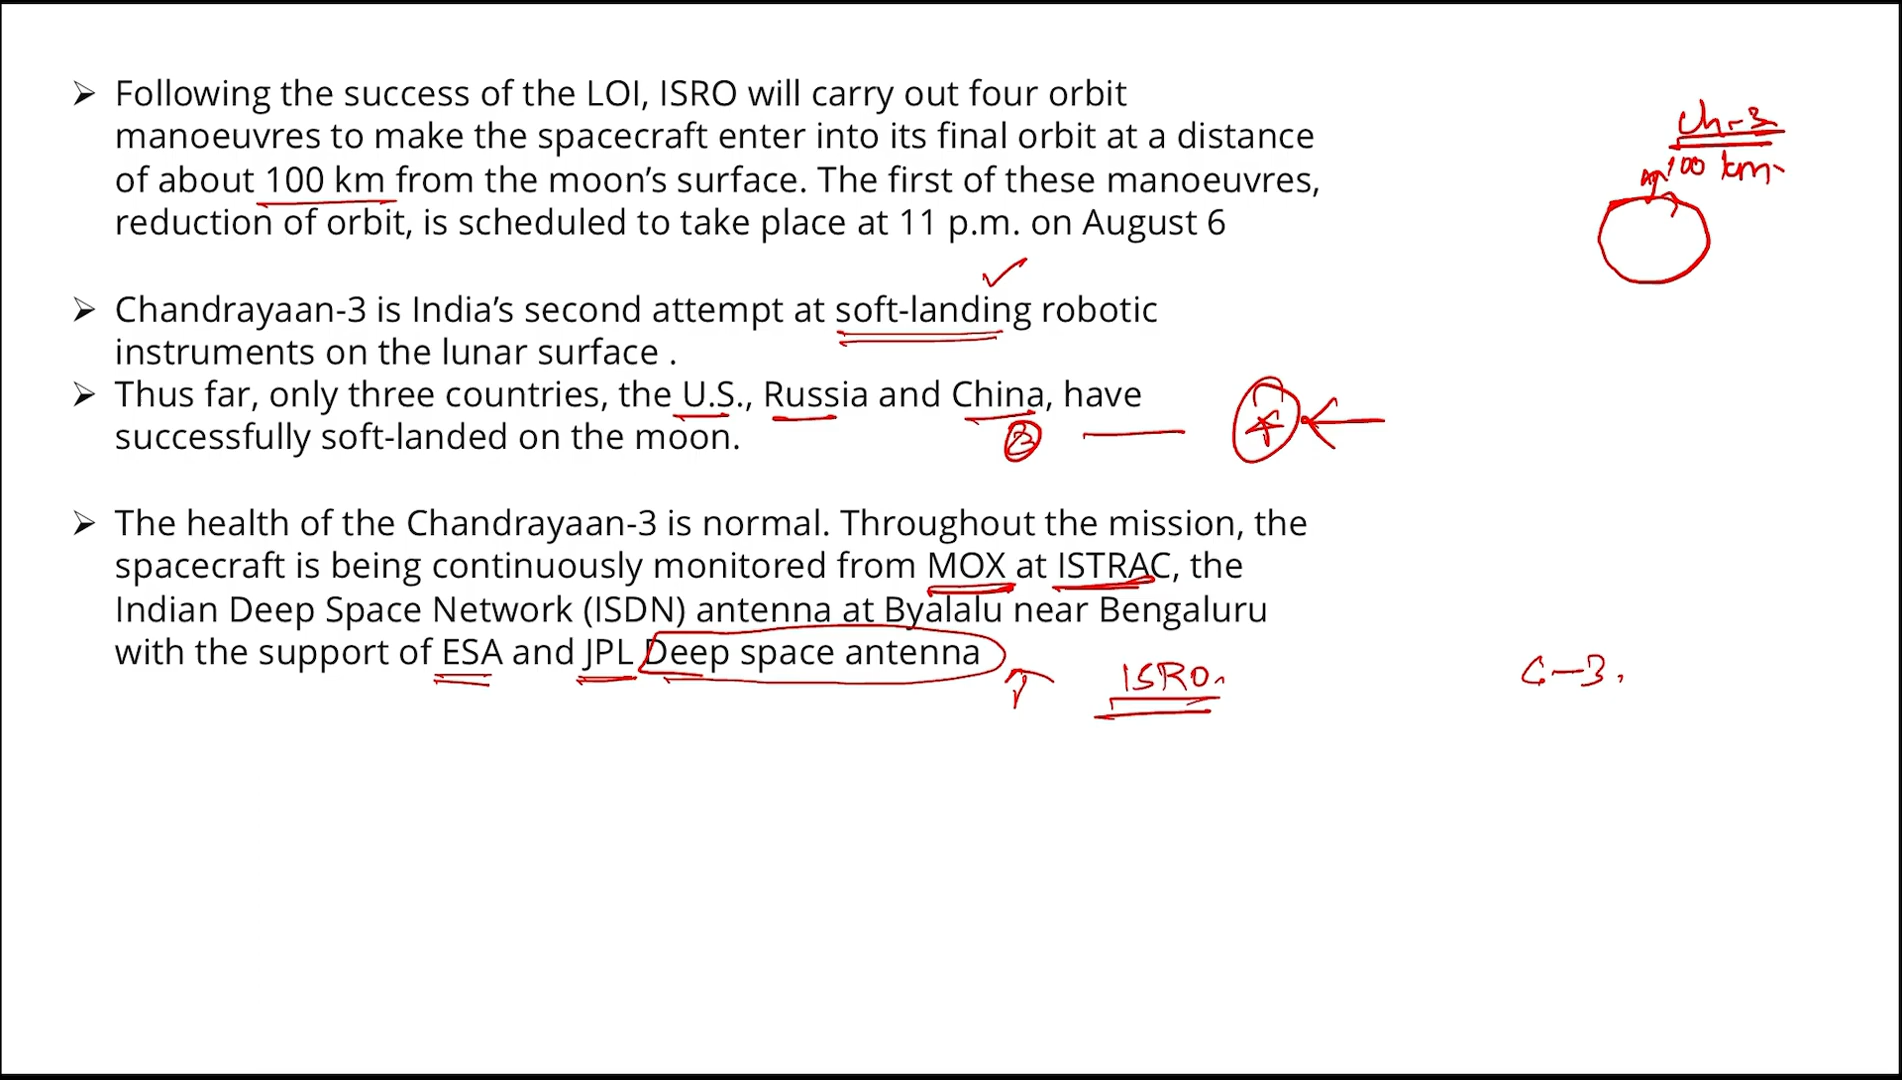 ➢ Following the success of the LOI, ISRO will carry out four orbit
manoeuvres to make the spacecraft enter into its final orbit at a distance
of about 100 km from the moon’s surface. The first of these manoeuvres,
reduction of orbit, is scheduled to take place at 11 p.m. on August 6
Ch-3
100 km.
➢ Chandrayaan-3 is India’s second attempt at soft-landing robotic
instruments on the lunar surface .
➢ Thus far, only three countries, the U.S., Russia and China, have
successfully soft-landed on the moon.
➢ The health of the Chandrayaan-3 is normal. Throughout the mission, the
spacecraft is being continuously monitored from MOX at ISTRAC, the
Indian Deep Space Network (ISDN) antenna at Byalalu near Bengaluru
with the support of ESA and JPL Deep space antenna
ISRO.
C-3.